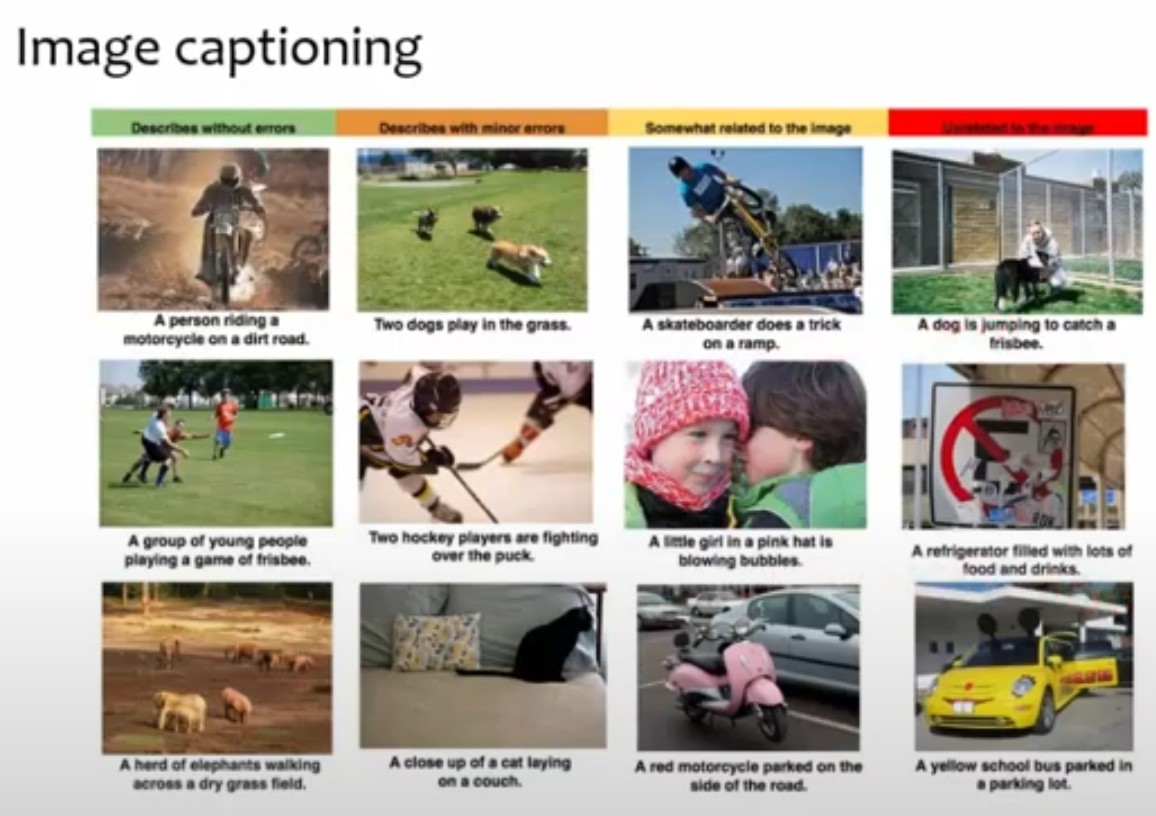 Image captioning
Describes without errors
Describes with minor errors
Somewhat related to the image
Unrelated to the image
A person riding a
motorcycle on a dirt road.
Two dogs play in the grass.
A skateboarder does a trick
on a ramp.
A dog is jumping to catch a
frisbee.
A group of young people
playing a game of frisbee.
Two hockey players are fighting
over the puck.
A little girl in a pink hat is
blowing bubbles.
A refrigerator filled with lots of
food and drinks.
A herd of elephants walking
across a dry grass field.
A close up of a cat laying
on a couch.
A red motorcycle parked on the
side of the road.
A yellow school bus parked in
a parking lot.